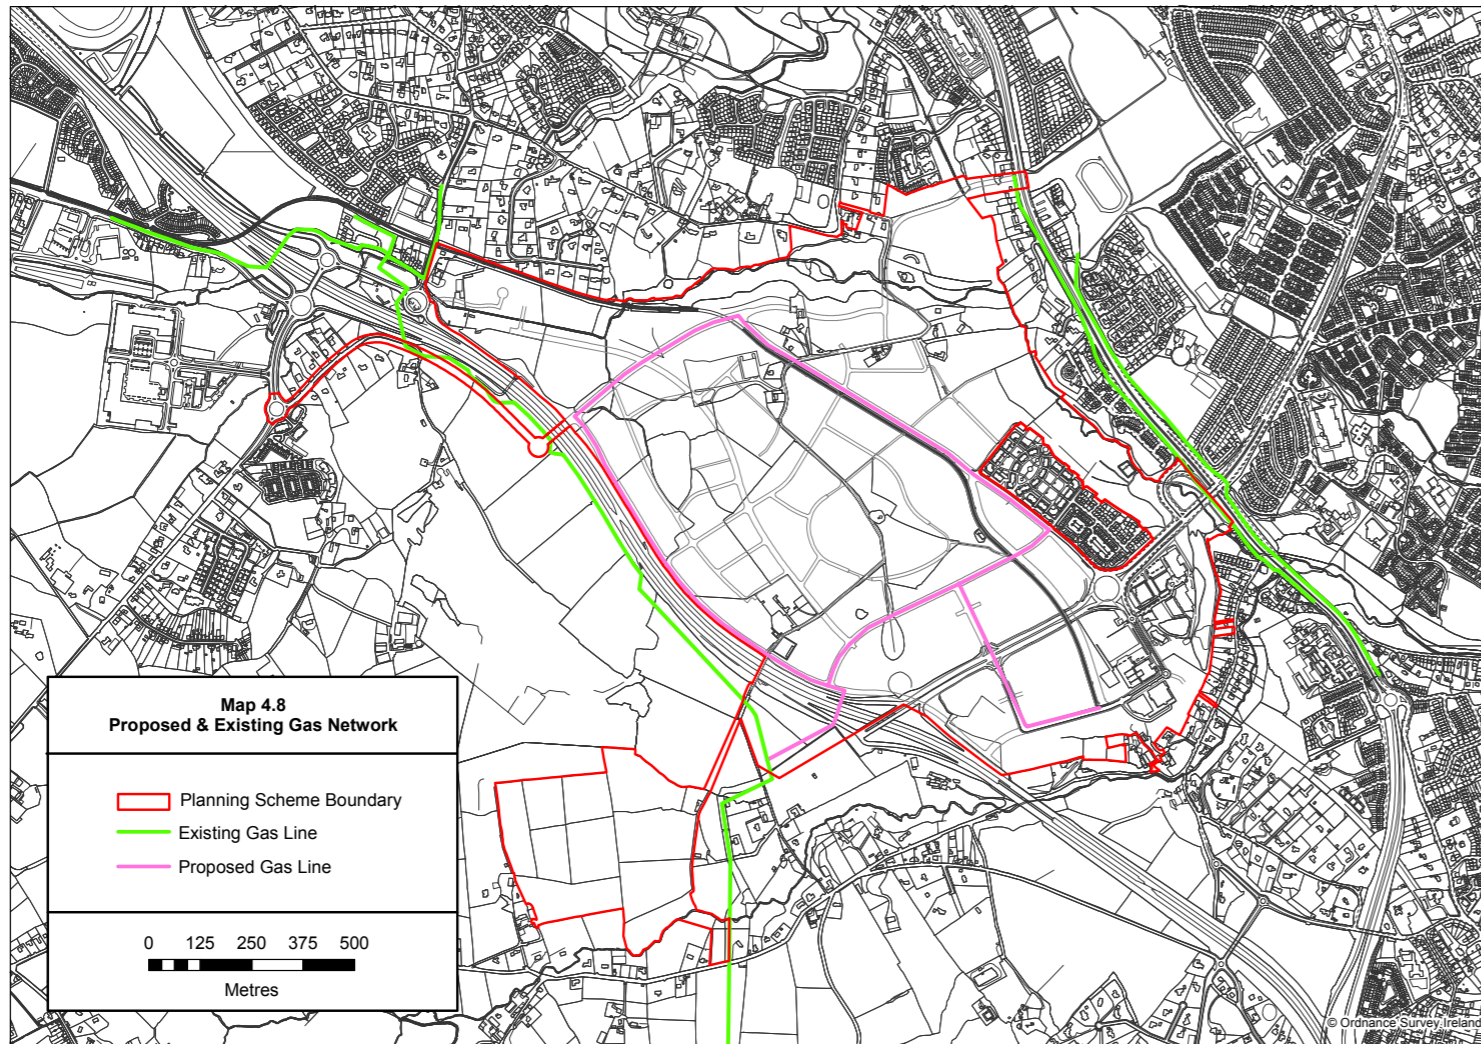 Map 4.8
Proposed & Existing Gas Network
Planning Scheme Boundary
Existing Gas Line
Proposed Gas Line
0 125 250 375 500
Metres
© Ordnance Survey Ireland